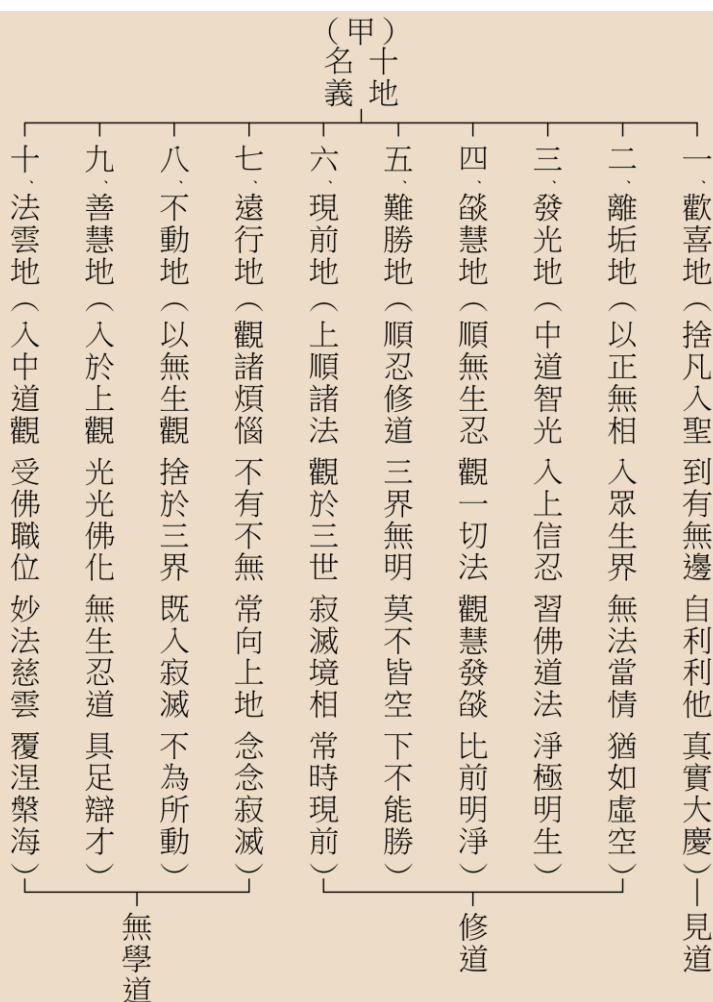 （甲）
十地
名義
一、歡喜地（捨凡入聖 到有無邊 自利利他 真實大慶）
二、離垢地（以正無相 入眾生界 無法當情 猶如虛空）
三、發光地（中道智光 入上信忍 習佛道法 淨極明生）
四、燄慧地（順無生忍 觀一切法 觀慧發燄 比前明淨）
五、難勝地（順忍修道 三界無明 莫不皆空 下不能勝）
六、現前地（上順諸法 觀於三世 寂滅境相 常時現前）
七、遠行地（觀諸煩惱 不有不無 常向上地 念念寂滅）
八、不動地（以無生觀 捨於三界 既入寂滅 不為所動）
九、善慧地（入於上觀 光光佛化 無生忍道 具足辯才）
十、法雲地（入中道觀 受佛職位 妙法慈雲 覆涅槃海）
見道
修道
無學道